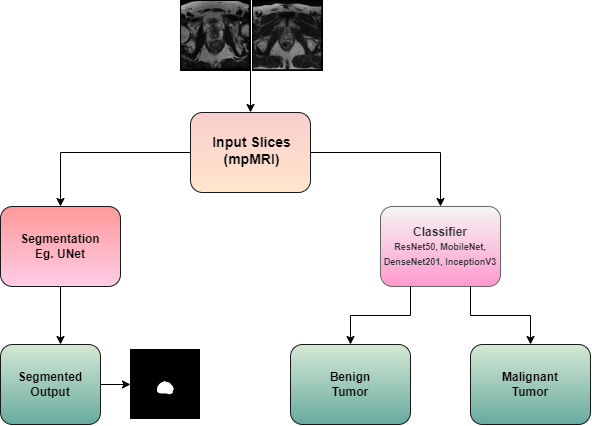 Input Slices
(mpMRI)
Segmentation
Eg. UNet
Classifier
ResNet50, MobileNet,
DenseNet201, InceptionV3
Segmented
Output
Benign
Tumor
Malignant
Tumor